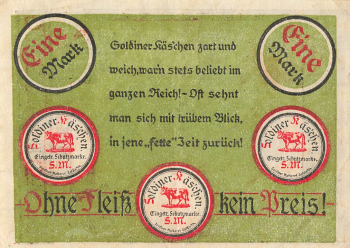 Eine
Mark
Eine
Mark
Soldiner Käschen zart und
weich, war'n stets beliebt im
ganzen Reich! - Oft sehnt
man sich mit trübem Blick,
in jene „fette“ Zeit zurück!
Soldiner-Käschen
Eingetr. Schutzmarke.
S.M.
Soldiner-Käschen
Eingetr. Schutzmarke.
S.M.
Soldiner-Käschen
Eingetr. Schutzmarke.
S.M.
Ohne Fleiß kein Preis!